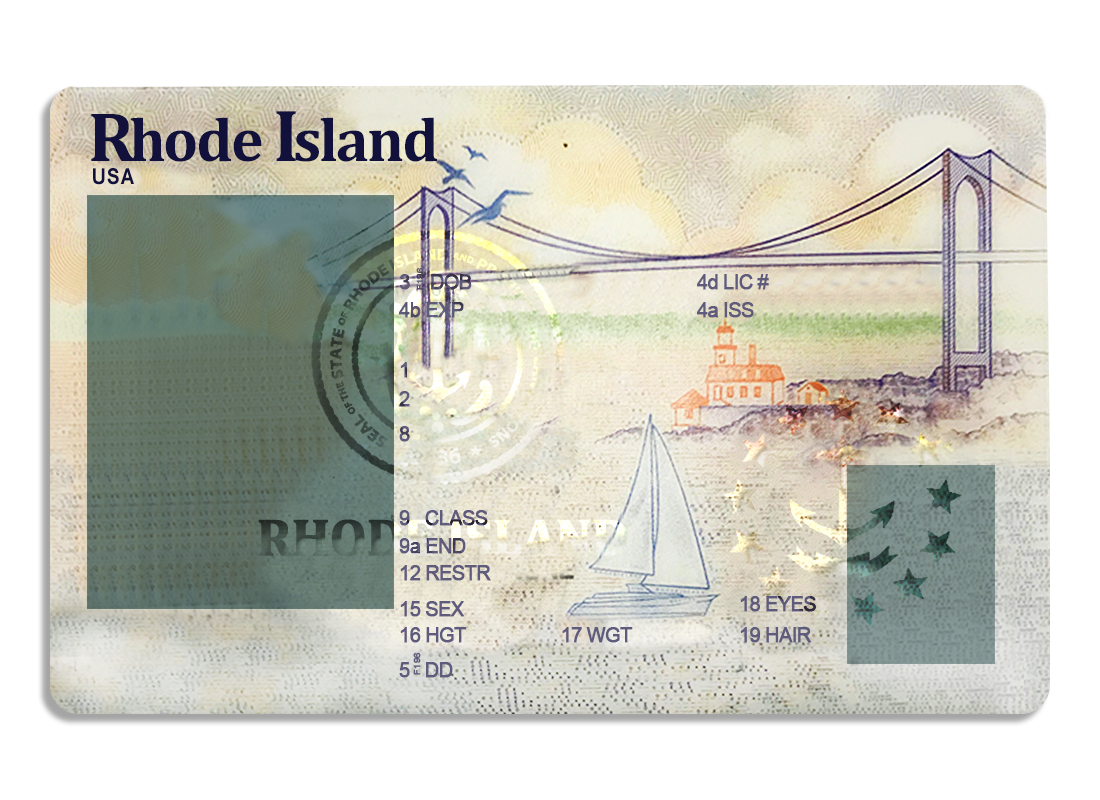 Rhode Island
USA
SEAL OF THE STATE OF RHODE ISLAND AND
3 DOB
4d LIC #
4b EXP
4a ISS
1
2
8
RHODE ISLAND
9 CLASS
9a END
12 RESTR
15 SEX
18 EYES
16 HGT
17 WGT
19 HAIR
5 DD